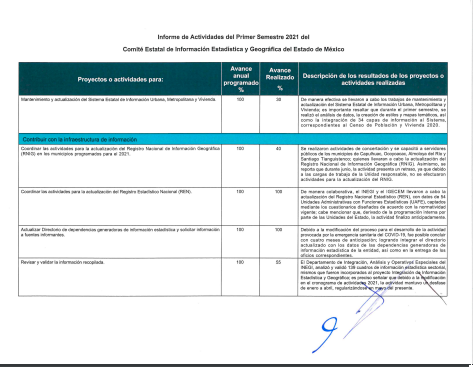 Informe de Actividades del Primer Semestre 2021 del
Comité Estatal de Información Estadística y Geográfica del Estado de México
Proyectos o actividades para:
Avance
anual
programado
%
Avance
Realizado
%
Descripción de los resultados de los proyectos o
actividades realizadas
Mantenimiento y actualización del Sistema Estatal de Información Urbana, Metropolitana y Vivienda.
100
30
De manera efectiva se llevaron a cabo los trabajos de mantenimiento y
actualización del Sistema Estatal de Información Urbana, Metropolitana y
Vivienda; es importante resaltar que durante el primer semestre, se
realizó el análisis de datos, la creación de estilos y mapas temáticos, así
como la integración de 34 capas de información al Sistema,
correspondientes al Censo de Población y Vivienda 2020.
Contribuir con la infraestructura de información
Coordinar las actividades para la actualización del Registro Nacional de Información Geográfica
(RNIG) en los municipios programados para el 2021.
100
40
Se realizaron actividades de concertación y se capacitó a servidores
públicos de los municipios de Capulhuac, Ocoyoacac, Almoloya del Río y
Santiago Tianguistenco; quienes llevaron a cabo la actualización del
Registro Nacional de Información Geográfica (RNIG). Asimismo, se
reporta que durante junio, la actividad presentó un retraso, ya que debido
a las cargas de trabajo de la Unidad responsable, no se efectuaron
actividades para la actualización del RNIG.
Coordinar las actividades para la actualización del Registro Estadístico Nacional (REN).
100
100
De manera colaborativa, el INEGI y el IGECEM llevaron a cabo la
actualización del Registro Estadístico Nacional (REN), con datos de 54
Unidades Administrativas con Funciones Estadísticas (UAFE), captados
mediante los cuestionarios diseñados de acuerdo con la normatividad
vigente; cabe mencionar que, derivado de la programación interna por
parte de las Unidades del Estado, la actividad finalizó anticipadamente.
Actualizar Directorio de dependencias generadoras de información estadística y solicitar información
a fuentes informantes.
100
100
Debido a la modificación del proceso para el desarrollo de la actividad
provocada por la emergencia sanitaria del COVID-19, fue posible concluir
con cuatro meses de anticipación; logrando integrar el directorio
actualizado con los datos de las dependencias generadoras de
información estadística de la entidad, así como en la entrega de los
oficios correspondientes.
Revisar y validar la información recopilada.
100
55
El Departamento de Integración, Análisis y Operativos Especiales del
INEGI, analizó y validó 139 cuadros de información estadística sectorial,
mismos que fueron incorporados al proyecto Integración de Información
Estadística y Geográfica; es preciso señalar que debido a la modificación
en el cronograma de actividades 2021, la actividad mantuvo un desfase
de enero a abril, regularizándose en mayo del presente.